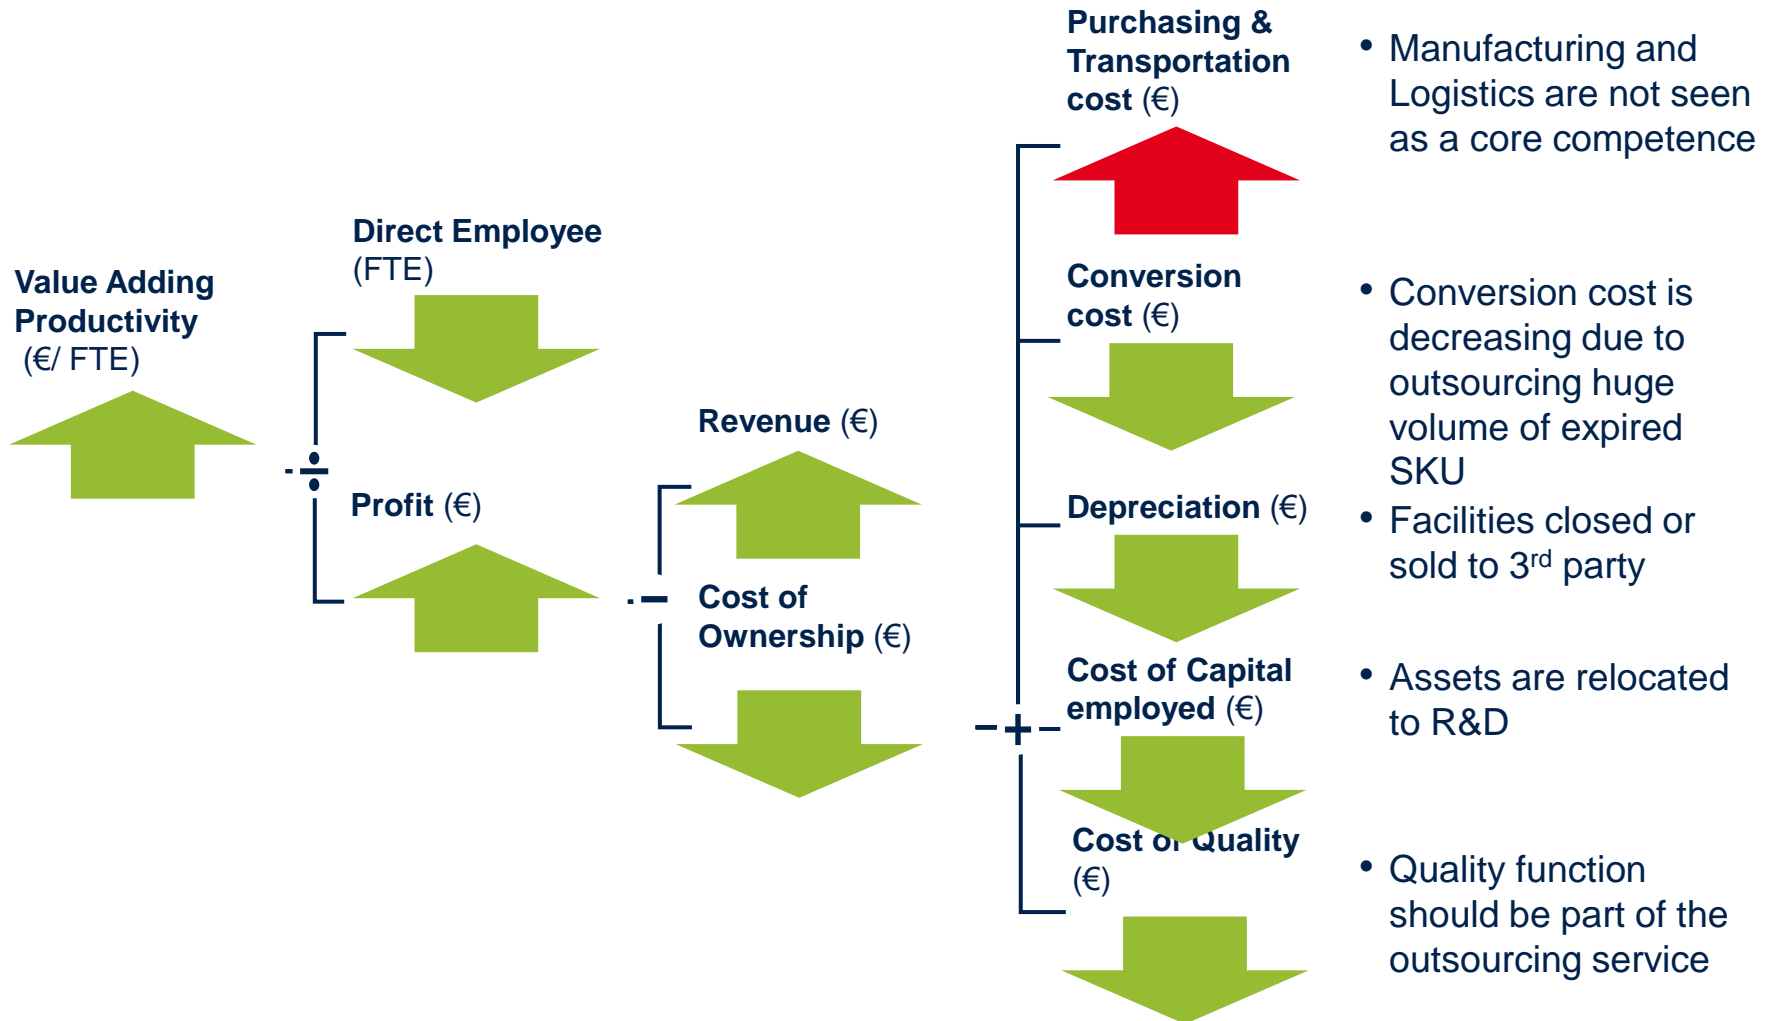 Value Adding
Productivity
(€/ FTE)
Direct Employee
(FTE)
Profit (€)
Revenue (€)
Cost of
Ownership (€)
Purchasing &
Transportation
cost (€)
Conversion
cost (€)
Depreciation (€)
Cost of Capital
employed (€)
Cost of Quality
(€)
• Manufacturing and
Logistics are not seen
as a core competence
• Conversion cost is
decreasing due to
outsourcing huge
volume of expired
SKU
• Facilities closed or
sold to 3rd party
• Assets are relocated
to R&D
• Quality function
should be part of the
outsourcing service